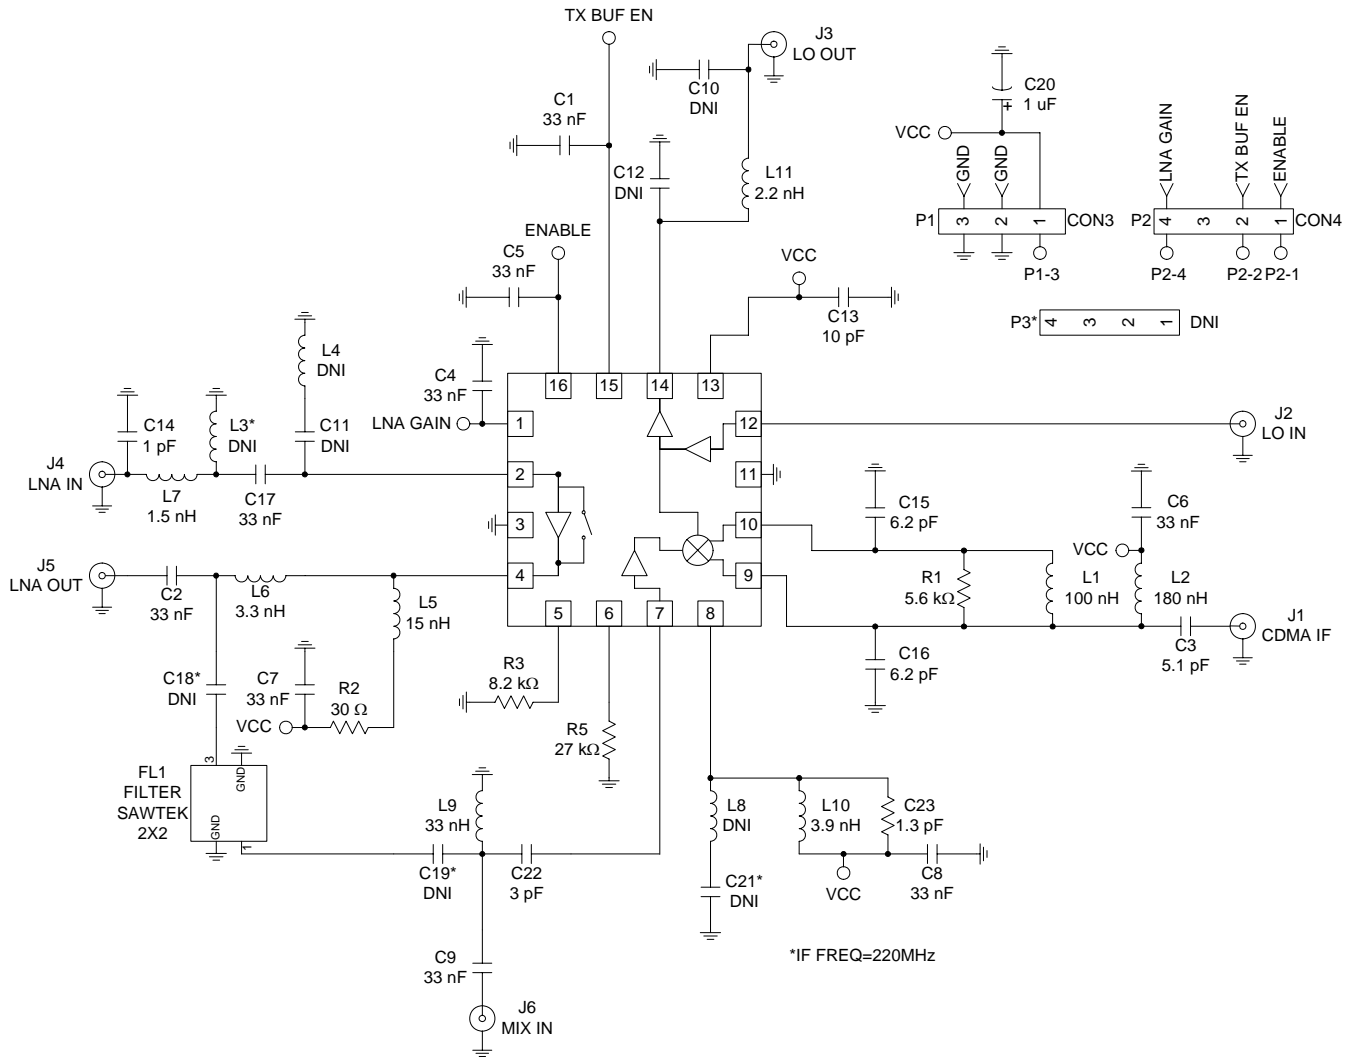 TX BUF EN
J3
LO OUT
C10
DNI
C1
33 nF
C12
DNI
L11
2.2 nH
C20
1 uF
+
VCC
GND
GND
P1
3
2
1
CON3
P1-3
LNA GAIN
TX BUF EN
ENABLE
P2
4
3
2
1
CON4
P2-4
P2-2
P2-1
P3*
4
3
2
1
DNI
ENABLE
C5
33 nF
VCC
C13
10 pF
L4
DNI
C4
33 nF
LNA GAIN
16
15
14
13
1
2
3
4
5
6
7
8
9
10
11
12
C14
1 pF
L3*
DNI
C11
DNI
J4
LNA IN
L7
1.5 nH
C17
33 nF
J2
LO IN
C15
6.2 pF
C6
33 nF
VCC
R1
5.6 kΩ
L1
100 nH
L2
180 nH
J1
CDMA IF
C3
5.1 pF
C16
6.2 pF
J5
LNA OUT
C2
33 nF
L6
3.3 nH
L5
15 nH
C18*
DNI
C7
33 nF
R2
30 Ω
VCC
R3
8.2 kΩ
R5
27 kΩ
FL1
FILTER
SAWTEK
2X2
3
GND
GND
1
L9
33 nH
C19*
DNI
C22
3 pF
L8
DNI
L10
3.9 nH
C23
1.3 pF
C21*
DNI
VCC
C8
33 nF
C9
33 nF
*IF FREQ=220MHz
J6
MIX IN